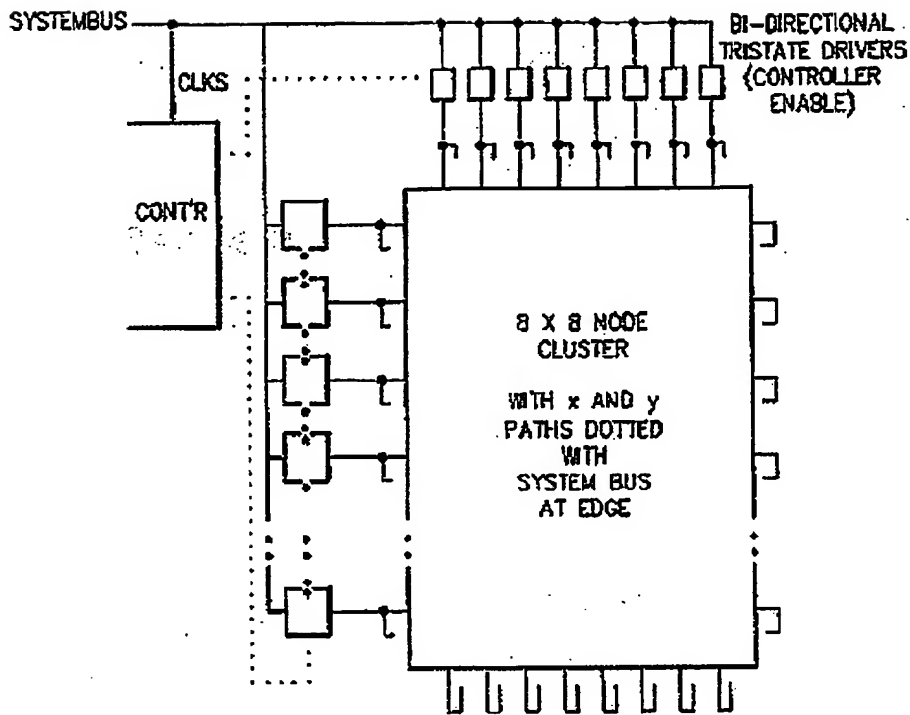 SYSTEMBUS
BI-DIRECTIONAL
TRISTATE DRIVERS
(CONTROLLER
ENABLE)
CLKS
CONT'R
8 X 8 NODE
CLUSTER
WITH x AND y
PATHS DOTTED
WITH
SYSTEM BUS
AT EDGE